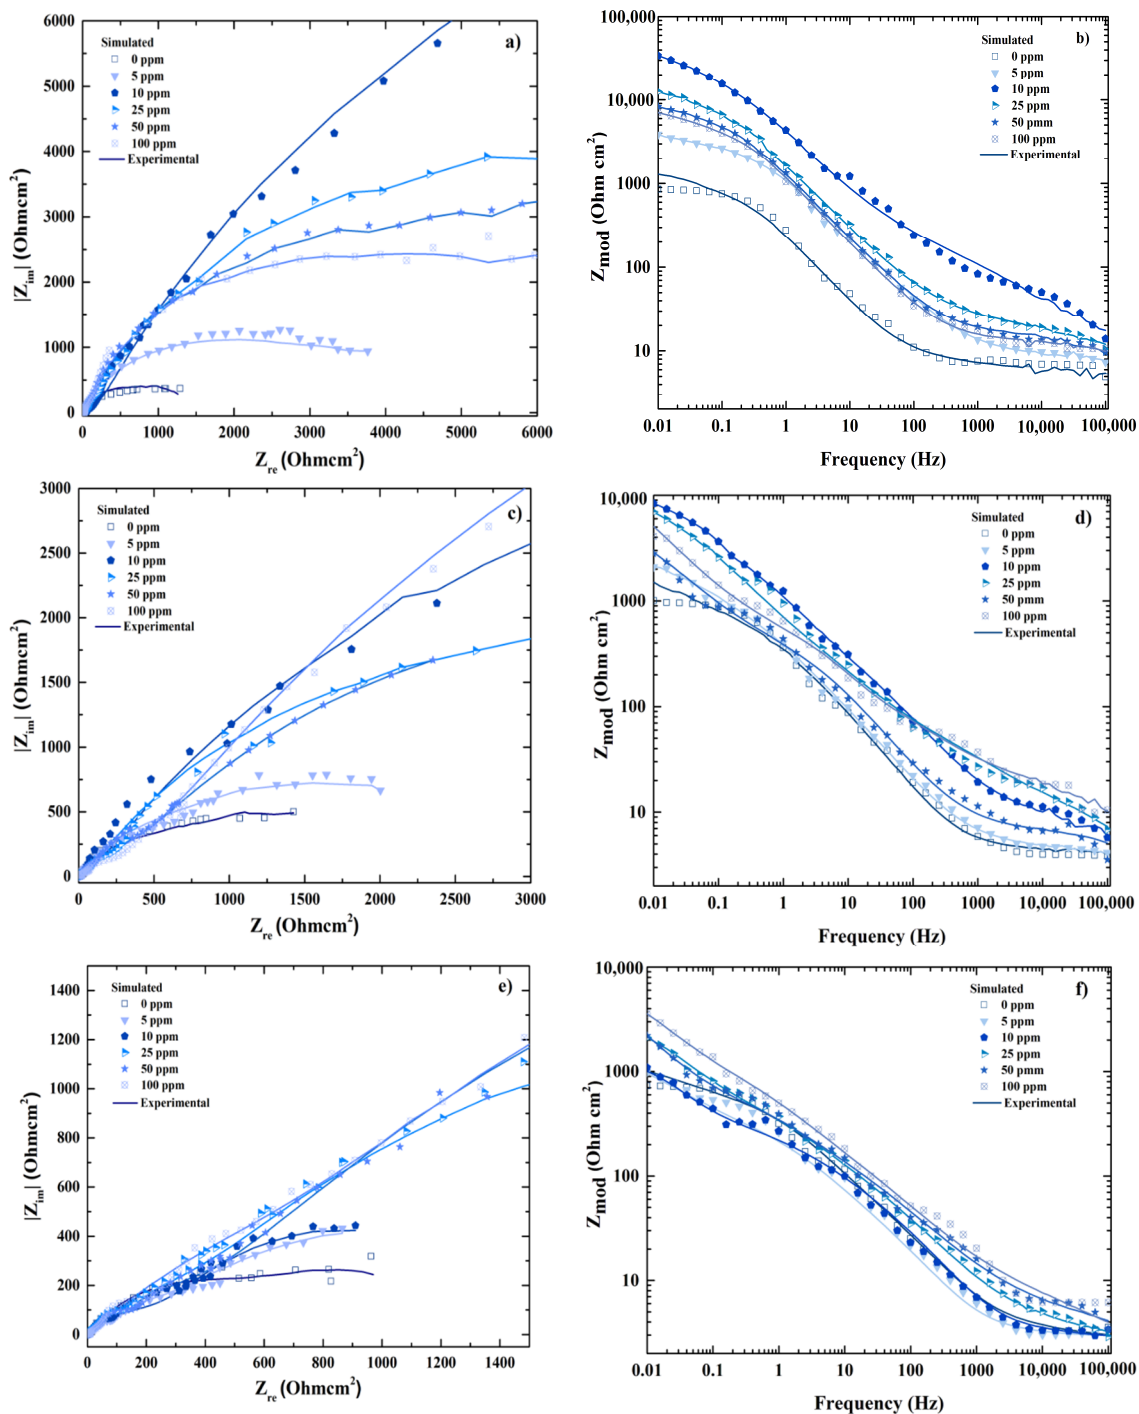 a)
Simulated
0 ppm
5 ppm
10 ppm
25 ppm
50 ppm
100 ppm
Experimental
6000
5000
4000
3000
2000
1000
0
|Z_im| (Ohmcm²)
0 1000 2000 3000 4000 5000 6000
Z_re (Ohmcm²)
b)
Simulated
0 ppm
5 ppm
10 ppm
25 ppm
50 pmm
100 ppm
Experimental
100,000
10,000
1000
100
10
Z_mod (Ohm cm²)
0.01 0.1 1 10 100 1000 10,000 100,000
Frequency (Hz)
c)
Simulated
0 ppm
5 ppm
10 ppm
25 ppm
50 ppm
100 ppm
Experimental
3000
2500
2000
1500
1000
500
0
|Z_im| (Ohmcm²)
0 500 1000 1500 2000 2500 3000
Z_re (Ohmcm²)
d)
Simulated
0 ppm
5 ppm
10 ppm
25 ppm
50 pmm
100 ppm
Experimental
10,000
1000
100
10
Z_mod (Ohm cm²)
0.01 0.1 1 10 100 1000 10,000 100,000
Frequency (Hz)
e)
Simulated
0 ppm
5 ppm
10 ppm
25 ppm
50 ppm
100 ppm
Experimental
1400
1200
1000
800
600
400
200
0
|Z_im| (Ohmcm²)
0 200 400 600 800 1000 1200 1400
Z_re (Ohmcm²)
f)
Simulated
0 ppm
5 ppm
10 ppm
25 ppm
50 pmm
100 ppm
Experimental
10,000
1000
100
10
Z_mod (Ohm cm²)
0.01 0.1 1 10 100 1000 10,000 100,000
Frequency (Hz)